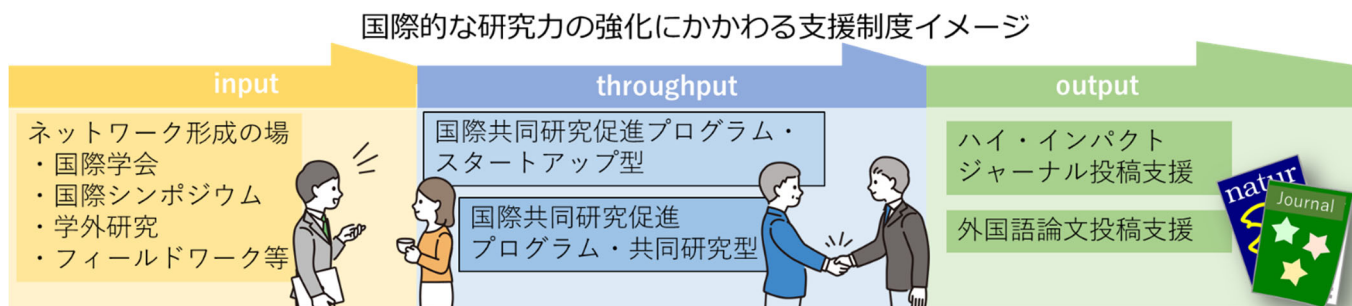 国際的な研究力の強化にかかわる支援制度イメージ
input
throughput
output
ネットワーク形成の場
・国際学会
・国際シンポジウム
・学外研究
・フィールドワーク等
国際共同研究促進プログラム・
スタートアップ型
国際共同研究促進
プログラム・共同研究型
ハイ・インパクト
ジャーナル投稿支援
外国語論文投稿支援
natur
Journal